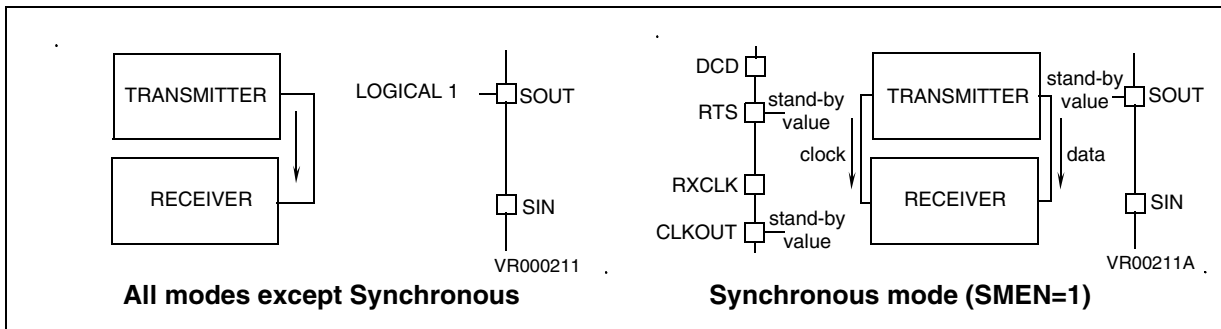 TRANSMITTER
RECEIVER
LOGICAL 1
SOUT
SIN
VR000211
All modes except Synchronous
DCD
RTS
stand-by
value
clock
RXCLK
CLKOUT
stand-by
value
TRANSMITTER
RECEIVER
data
stand-by
value
SOUT
SIN
VR00211A
Synchronous mode (SMEN=1)